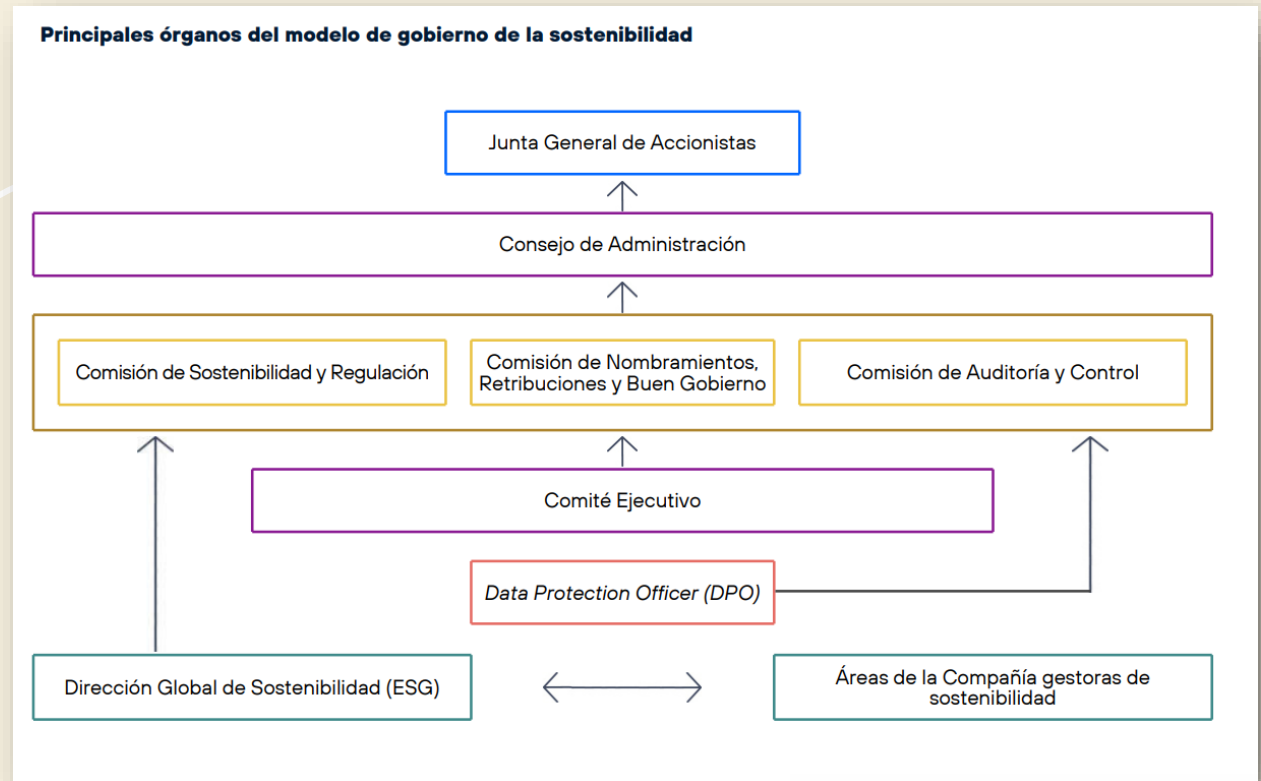 Principales órganos del modelo de gobierno de la sostenibilidad
Junta General de Accionistas
Consejo de Administración
Comisión de Sostenibilidad y Regulación
Comisión de Nombramientos,
Retribuciones y Buen Gobierno
Comisión de Auditoría y Control
Comité Ejecutivo
Data Protection Officer (DPO)
Dirección Global de Sostenibilidad (ESG)
Áreas de la Compañía gestoras de
sostenibilidad